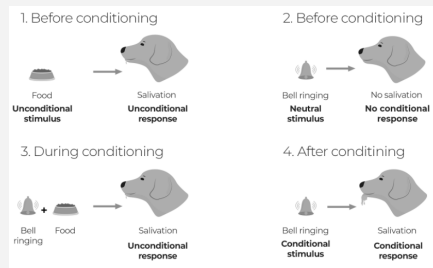 1. Before conditioning
Food
Unconditional
stimulus
Salivation
Unconditional
response
2. Before conditioning
Bell ringing
Neutral
stimulus
No salivation
No conditional
response
3. During conditioning
+
Bell
ringing
Food
Salivation
Unconditional
response
4. After conditining
Bell ringing
Conditional
stimulus
Salivation
Conditional
response